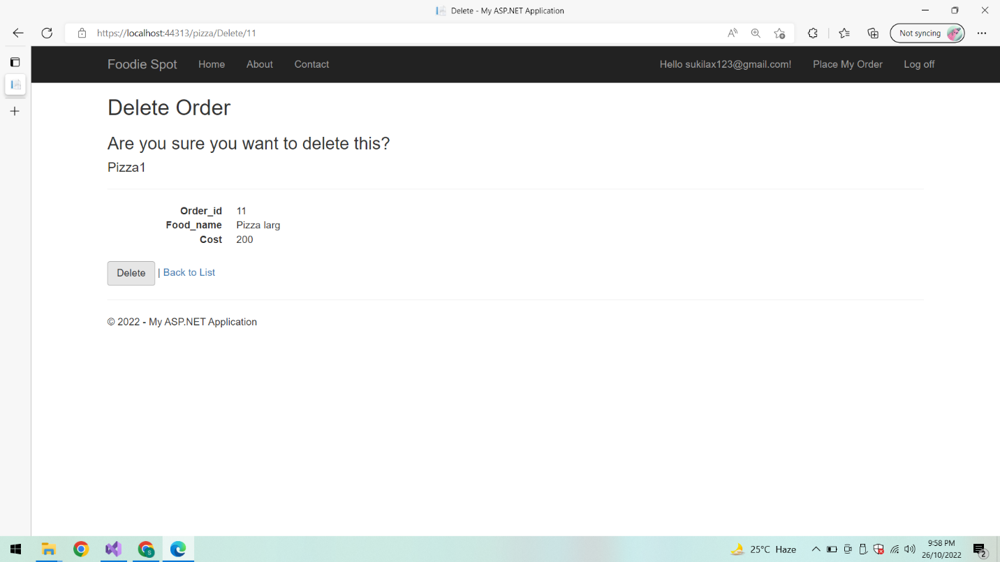 Delete - My ASP.NET Application
https://localhost:44313/pizza/Delete/11
Not syncing
Foodie Spot Home About Contact Hello sukilax123@gmail.com! Place My Order Log off
Delete Order
Are you sure you want to delete this?
Pizza1
Order_id 11
Food_name Pizza larg
Cost 200
Delete | Back to List
© 2022 - My ASP.NET Application
25°C Haze
9:58 PM
26/10/2022
2